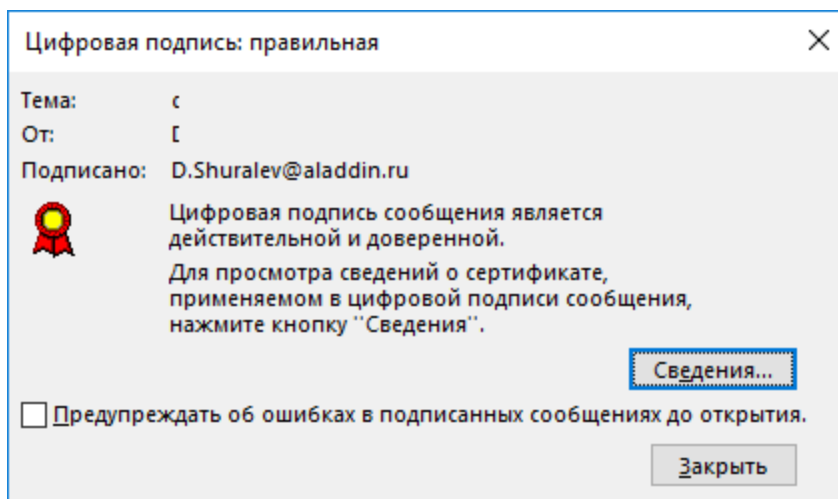 Цифровая подпись: правильная
Тема:
От:
Подписано: D.Shuralev@aladdin.ru
Цифровая подпись сообщения является
действительной и доверенной.
Для просмотра сведений о сертификате,
применяемом в цифровой подписи сообщения,
нажмите кнопку "Сведения".
Сведения...
Предупреждать об ошибках в подписанных сообщениях до открытия.
Закрыть